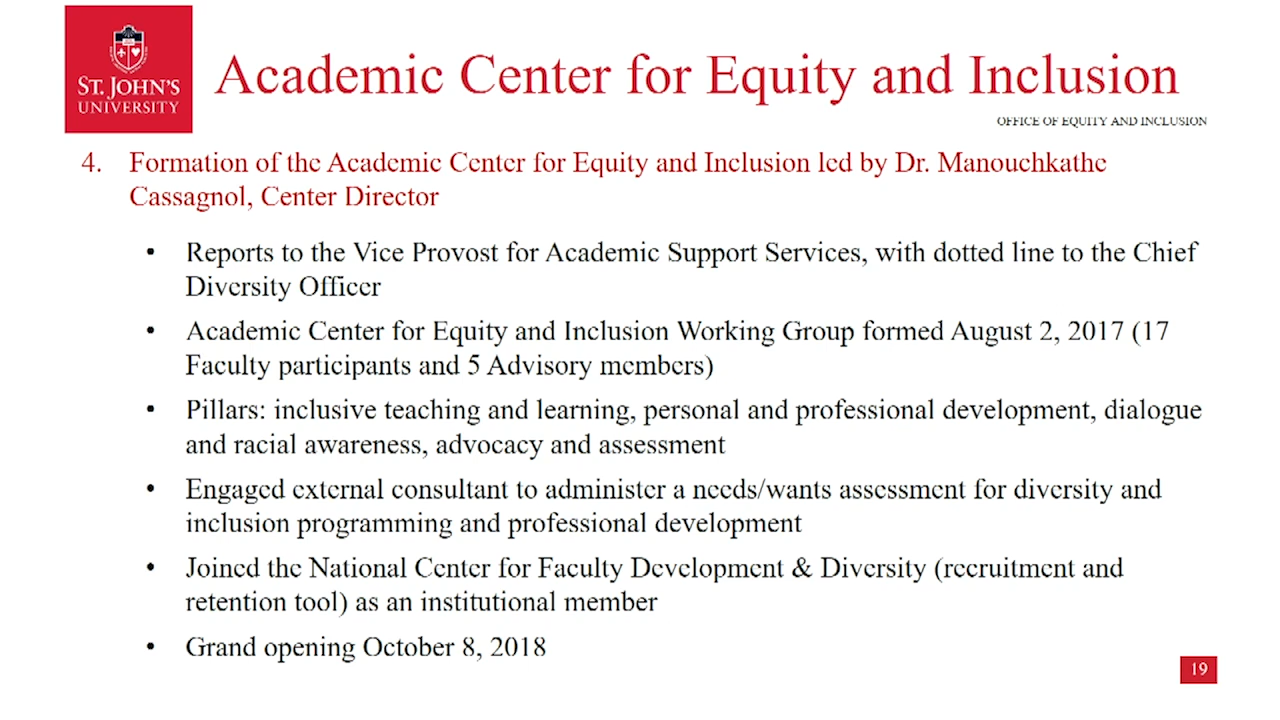 ST. JOHN'S
UNIVERSITY
Academic Center for Equity and Inclusion
OFFICE OF EQUITY AND INCLUSION
4. Formation of the Academic Center for Equity and Inclusion led by Dr. Manouchkathe
Cassagnol, Center Director
• Reports to the Vice Provost for Academic Support Services, with dotted line to the Chief
Diversity Officer
• Academic Center for Equity and Inclusion Working Group formed August 2, 2017 (17
Faculty participants and 5 Advisory members)
• Pillars: inclusive teaching and learning, personal and professional development, dialogue
and racial awareness, advocacy and assessment
• Engaged external consultant to administer a needs/wants assessment for diversity and
inclusion programming and professional development
• Joined the National Center for Faculty Development & Diversity (recruitment and
retention tool) as an institutional member
• Grand opening October 8, 2018
19